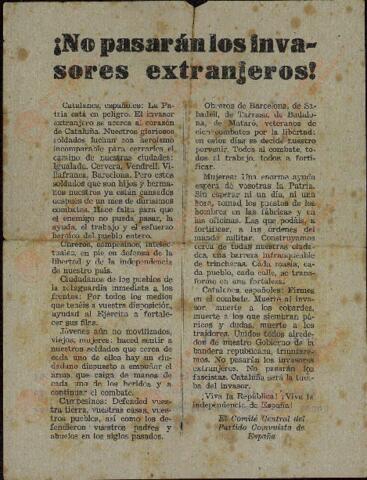 ¡No pasarán los inva-
sores extranjeros!
Catalanes, españoles: La Pa-
tria está en peligro. El invasor
extranjero se acerca al corazón
de Cataluña. Nuestros gloriosos
soldados luchan con heroísmo
incomparable para cerrarles el
camino de nuestras ciudades:
Igualada, Cervera, Vendrell, Vi-
llafranca, Barcelona. Pero estos
soldados que son hijos y herma-
nos nuestros ya están cansados
después de un mes de durísimos
combates. Hace falta para que
el enemigo no pueda pasar, la
ayuda, el trabajo y el esfuerzo
heroico del pueblo entero.
Obreros, campesinos, intelec-
tuales, en pie en defensa de la
libertad y de la independencia
de nuestro país.
Ciudadanos de los pueblos de
la retaguardia inmediata a los
frentes: Por todos los medios
que tenéis a vuestra disposición,
ayudad al Ejército a fortale-
cer sus filas.
Jóvenes aún no movilizados,
viejos, mujeres: haced sentir a
nuestros soldados que cerca de
cada uno de ellos hay un ciu-
dadano dispuesto a empuñar el
arma que caiga de manos de
cada uno de los heridos y a
continuar el combate.
Campesinos: Defended vues-
tra tierra, vuestras casas, vues-
tros pueblos, así como los de-
fendieron vuestros padres y
abuelos en los siglos pasados.
Obreros de Barcelona, de Sa-
badell, de Tarrasa, de Badalo-
na, de Mataró, veteranos de
cien combates por la libertad:
en estos días se decide nuestro
porvenir. Todos al combate, to-
dos al trabajo, todos a forti-
ficar.
Mujeres: Una enorme ayuda
espera de vosotras la Patria.
Sin esperar ni un día, ni una
hora, tomad los puestos de los
hombres en las fábricas y en
las oficinas. Las que podáis, a
fortificar, a las órdenes del
mando militar. Construyamos
cerca de todas nuestras ciuda-
des, una barrera infranqueable
de trincheras. Cada masía, ca-
da pueblo, cada calle, se trans-
forme en una fortaleza.
Catalanes, españoles: Firmes
en el combate. Muerte al inva-
sor, muerte a los cobardes,
muerte a los que siembran pá-
nicos y dudas, muerte a los
traidores. Unidos todos alrede-
dor de nuestro Gobierno de la
bandera republicana, triunfare-
mos. No pasarán los invasores
extranjeros. No pasarán los
fascistas. Cataluña será la tum-
ba del invasor.
¡Viva la República! ¡Viva la
independencia de España!
El Comité Central del
Partido Comunista de
España